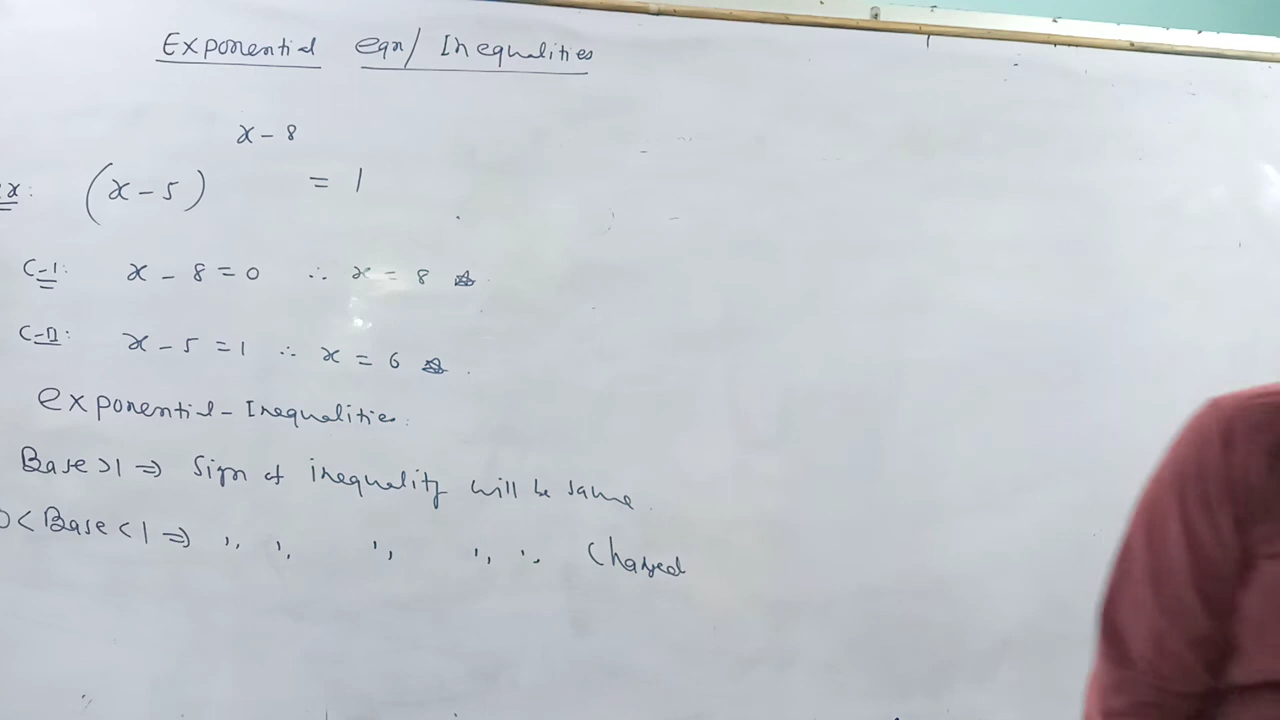 Exponential eqn/Inequalities
x - 8
x: (x-5) = 1
C-I: x - 8 = 0 ∴ x = 8
C-II: x - 5 = 1 ∴ x = 6
Exponential-Inequalities.
Base > 1 ⇒ Sign of inequality will be same.
0 < Base < 1 ⇒ ,, ,, ,, ,, ,, Changed